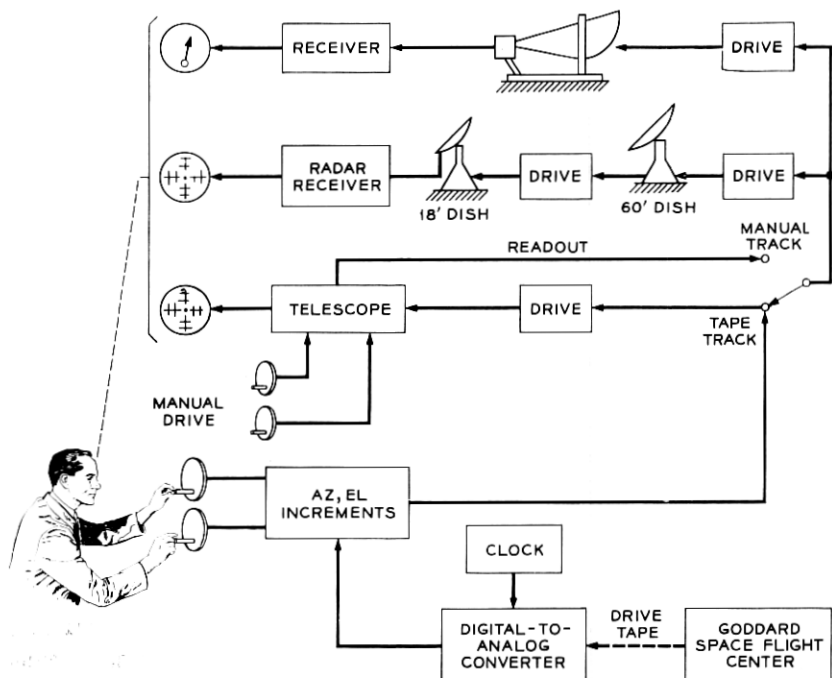 RECEIVER
DRIVE
RADAR
RECEIVER
18' DISH
DRIVE
60' DISH
DRIVE
READOUT
MANUAL
TRACK
TELESCOPE
DRIVE
TAPE
TRACK
MANUAL
DRIVE
AZ, EL
INCREMENTS
CLOCK
DIGITAL-TO-
ANALOG
CONVERTER
DRIVE
TAPE
GODDARD
SPACE FLIGHT
CENTER